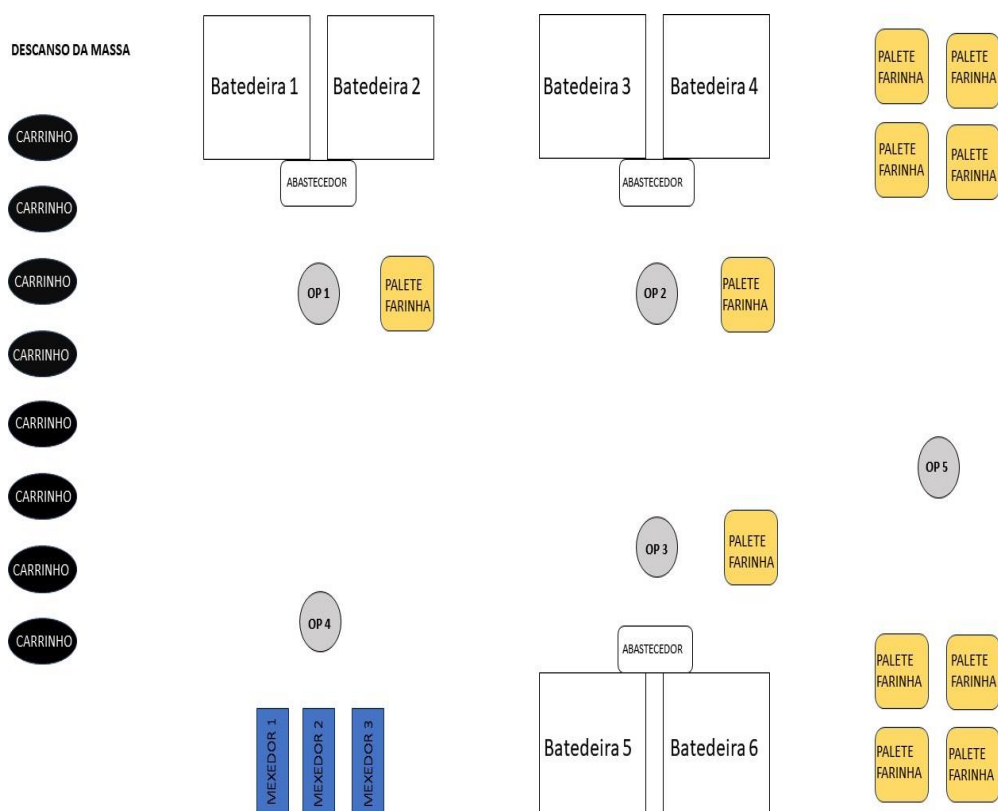 DESCANSO DA MASSA
Batedeira 1
Batedeira 2
Batedeira 3
Batedeira 4
PALETE
FARINHA
PALETE
FARINHA
PALETE
FARINHA
PALETE
FARINHA
ABASTECEDOR
ABASTECEDOR
CARRINHO
CARRINHO
CARRINHO
CARRINHO
CARRINHO
CARRINHO
CARRINHO
CARRINHO
OP 1
PALETE
FARINHA
OP 2
PALETE
FARINHA
OP 5
OP 3
PALETE
FARINHA
OP 4
ABASTECEDOR
MEXEDOR 1
MEXEDOR 2
MEXEDOR 3
Batedeira 5
Batedeira 6
PALETE
FARINHA
PALETE
FARINHA
PALETE
FARINHA
PALETE
FARINHA